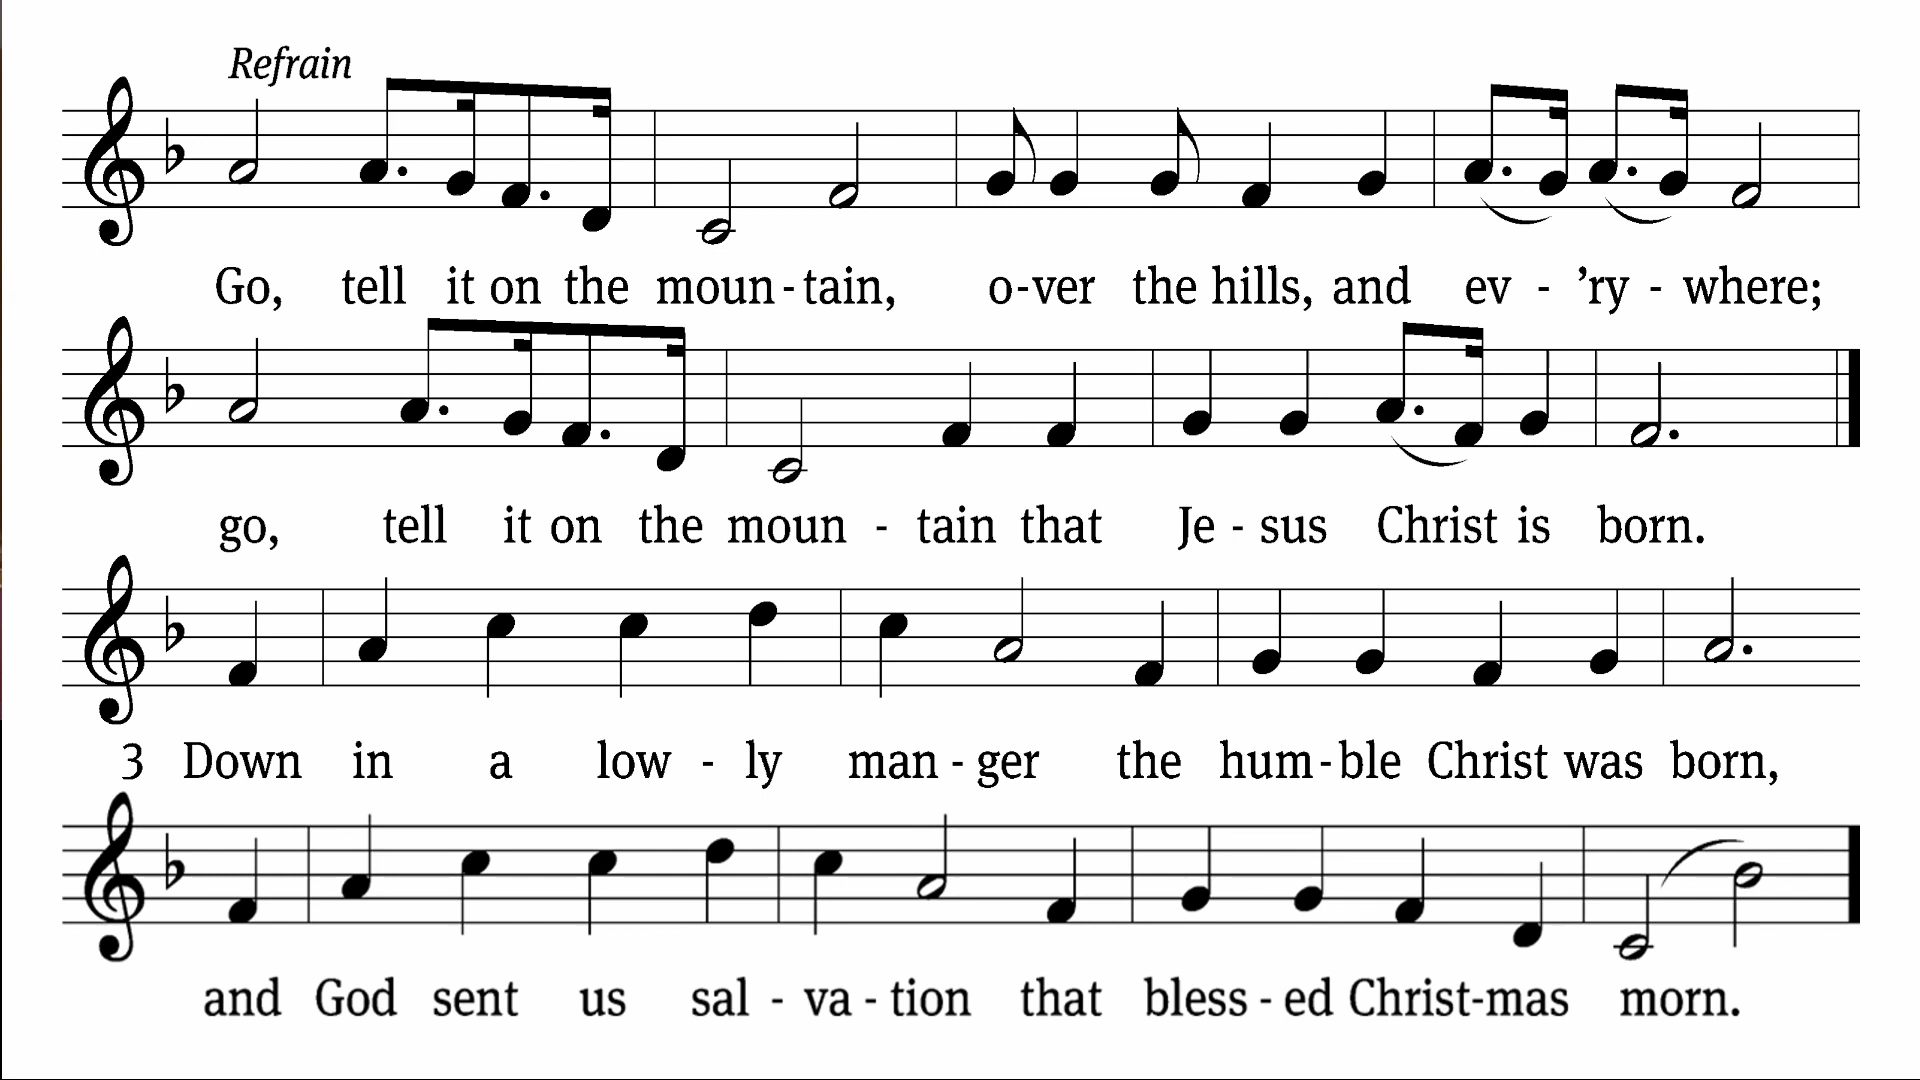 Refrain
Go, tell it on the moun - tain, o - ver the hills, and ev - ’ry - where;
go, tell it on the moun - tain that Je - sus Christ is born.
3 Down in a low - ly man - ger the hum - ble Christ was born,
and God sent us sal - va - tion that bless - ed Christ - mas morn.